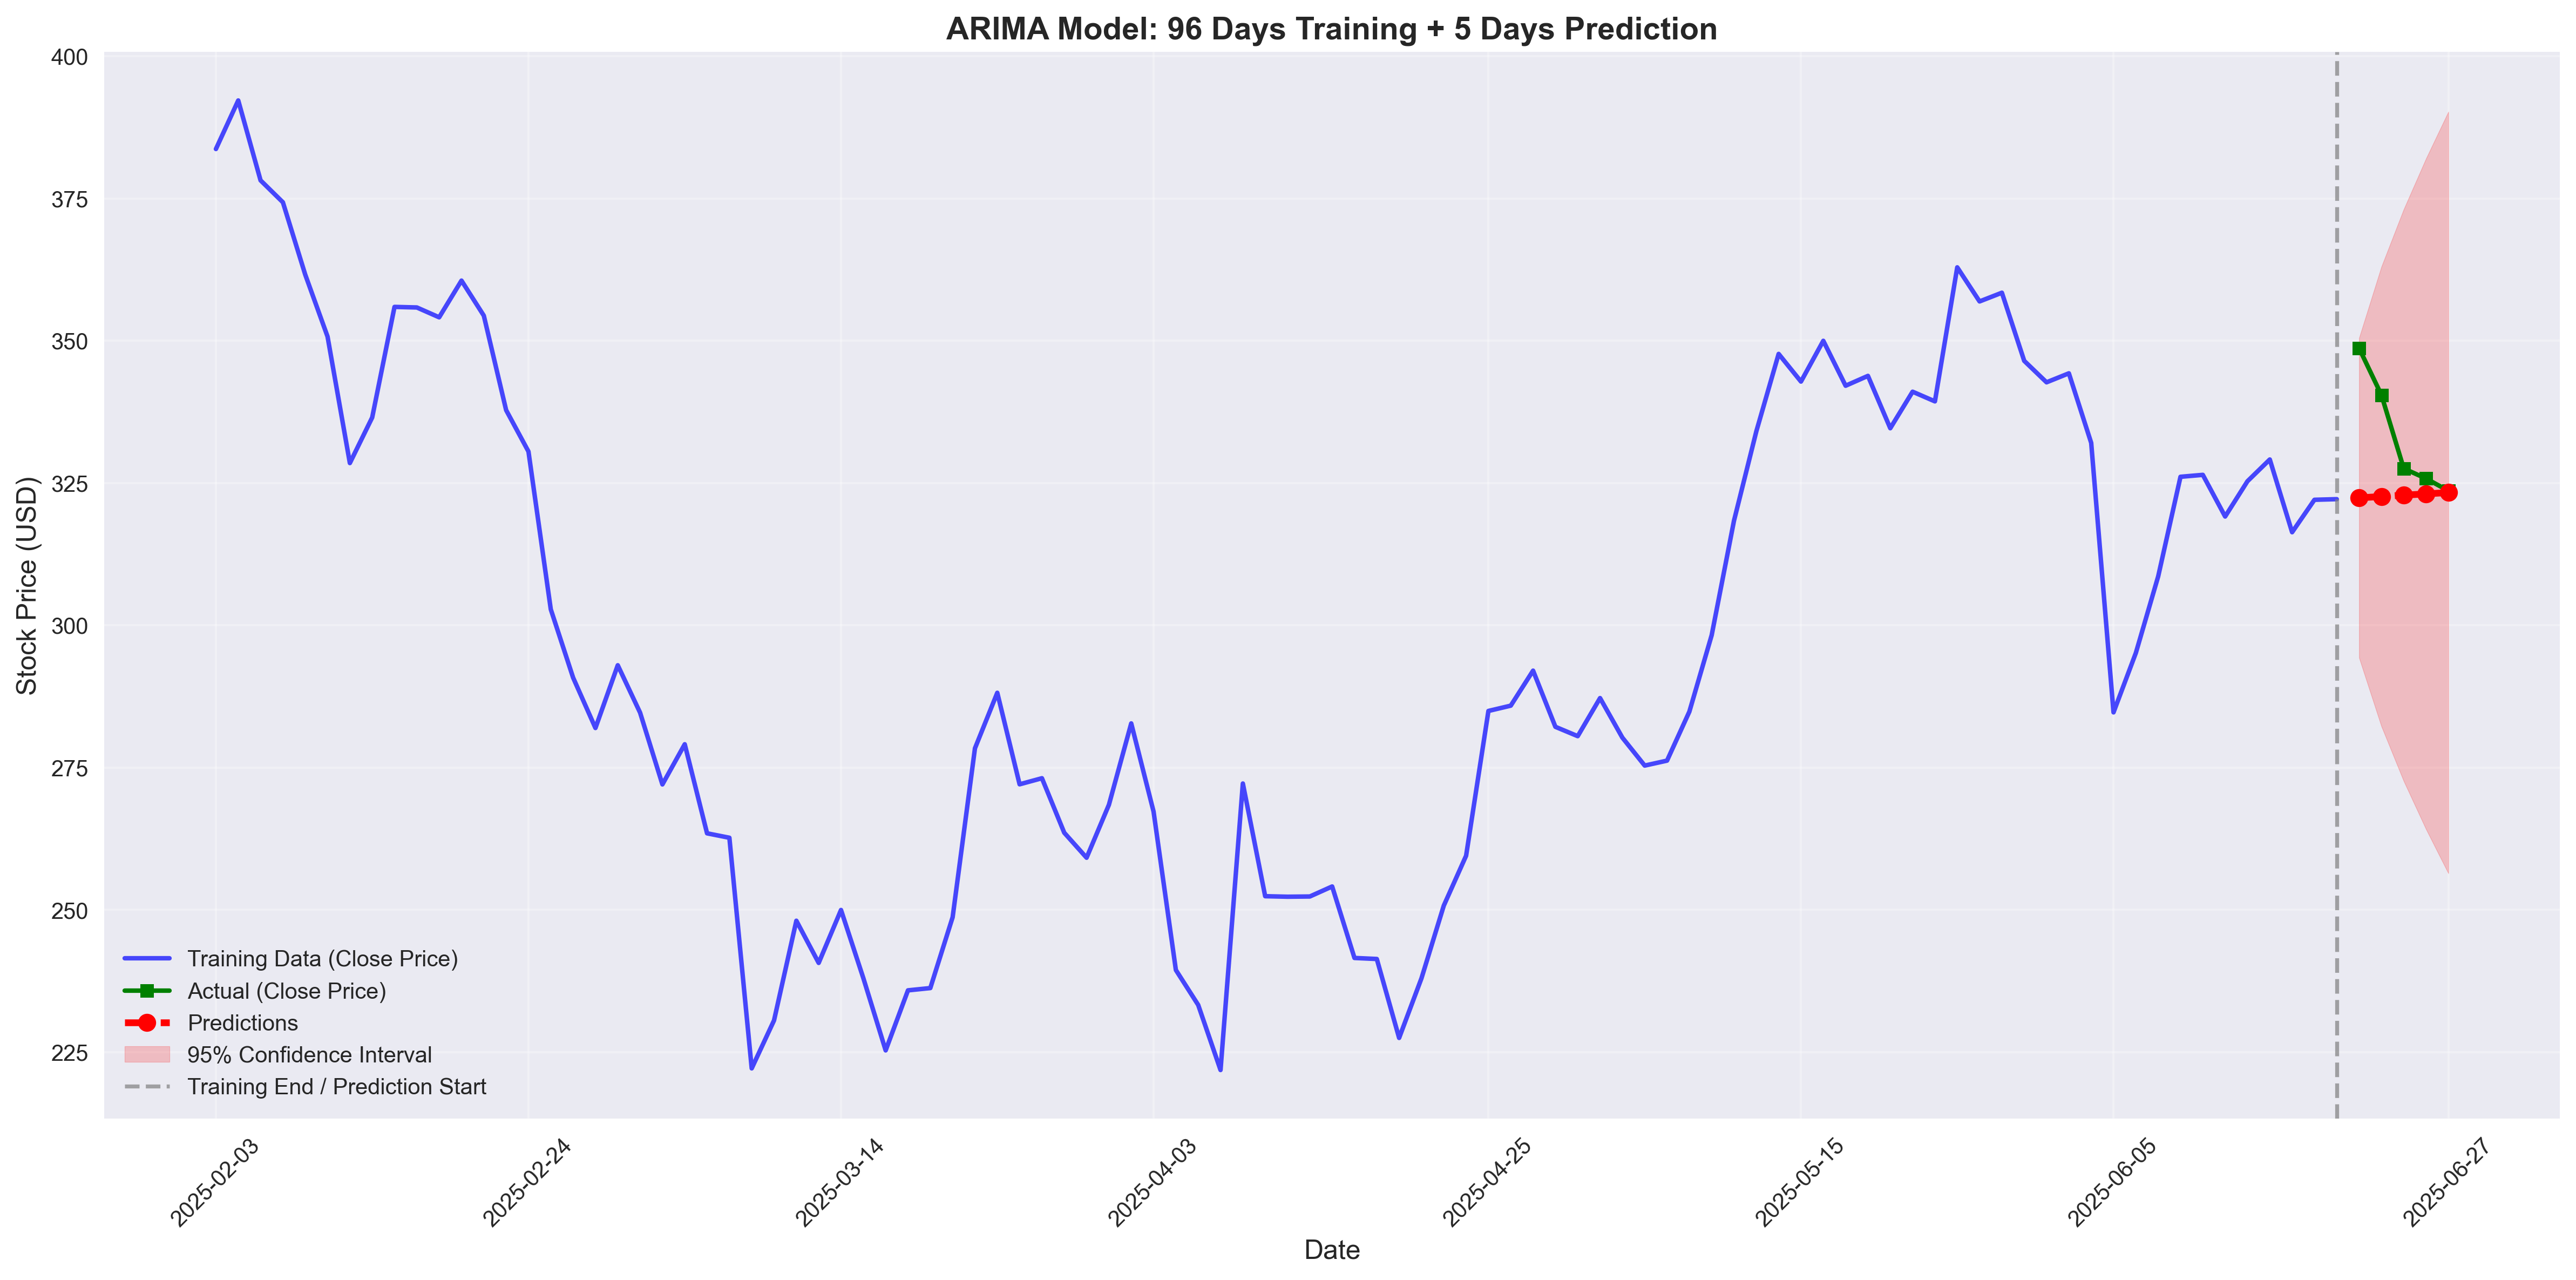 ARIMA Model: 96 Days Training + 5 Days Prediction
Stock Price (USD)
400
375
350
325
300
275
250
225
Training Data (Close Price)
Actual (Close Price)
Predictions
95% Confidence Interval
Training End / Prediction Start
2025-02-03
2025-02-24
2025-03-14
2025-04-03
2025-04-25
2025-05-15
2025-06-05
2025-06-27
Date